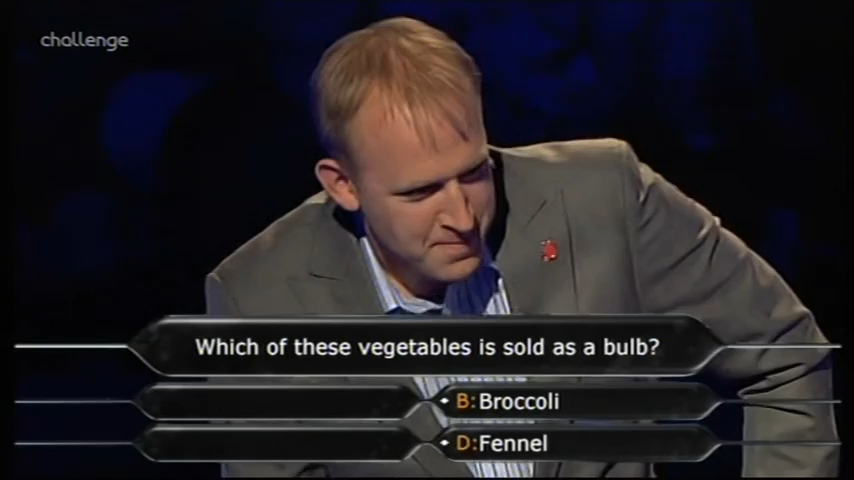 challenge
Which of these vegetables is sold as a bulb?
B: Broccoli
D: Fennel